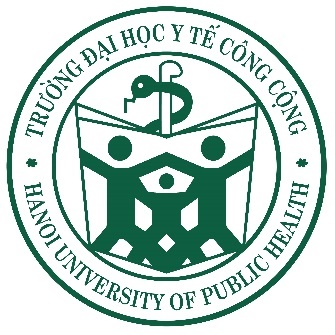 TRƯỜNG ĐẠI HỌC Y TẾ CÔNG CỘNG
HANOI UNIVERSITY OF PUBLIC HEALTH